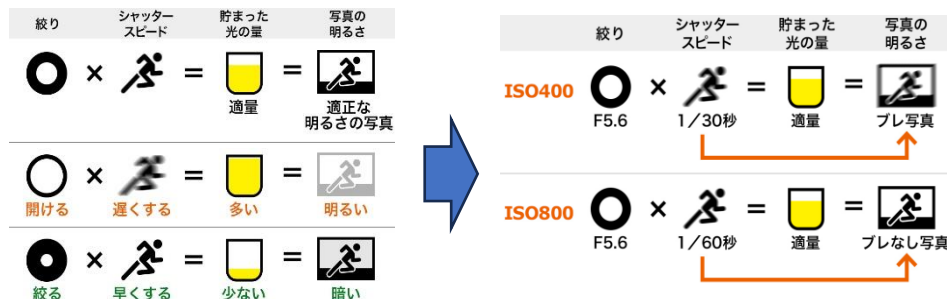 絞り シャッタースピード 貯まった光の量 写真の明るさ
× = =
適量 適正な明るさの写真
× = =
開ける 遅くする 多い 明るい
× = =
絞る 早くする 少ない 暗い
絞り シャッタースピード 貯まった光の量 写真の明るさ
ISO400 × = =
F5.6 1/30秒 適量 ブレ写真
ISO800 × = =
F5.6 1/60秒 適量 ブレなし写真